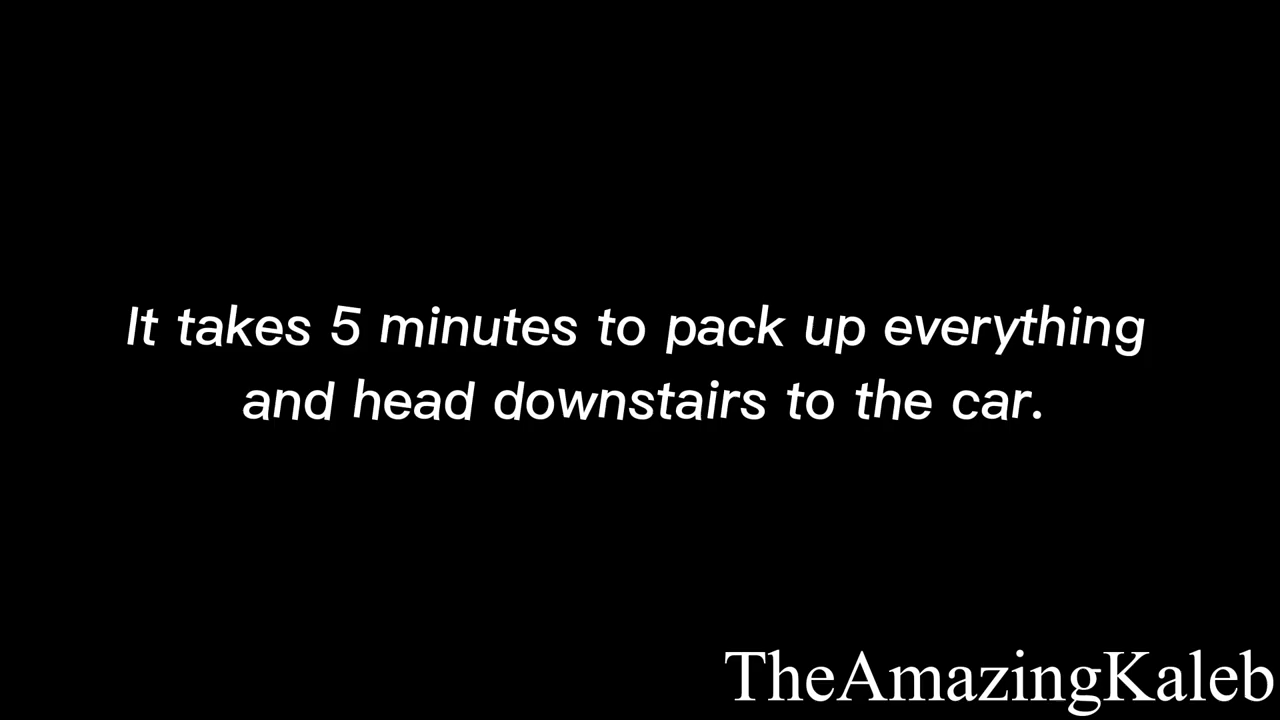 It takes 5 minutes to pack up everything
and head downstairs to the car.
TheAmazingKaleb